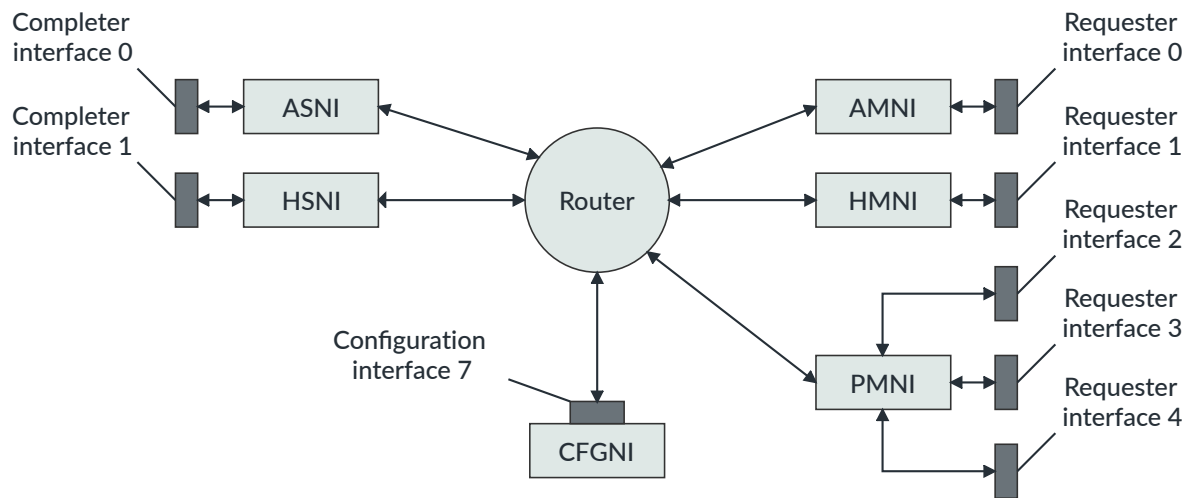 Completer
interface 0
ASNI
Completer
interface 1
HSNI
Router
Configuration
interface 7
CFGNI
AMNI
Requester
interface 0
HMNI
Requester
interface 1
Requester
interface 2
PMNI
Requester
interface 3
Requester
interface 4